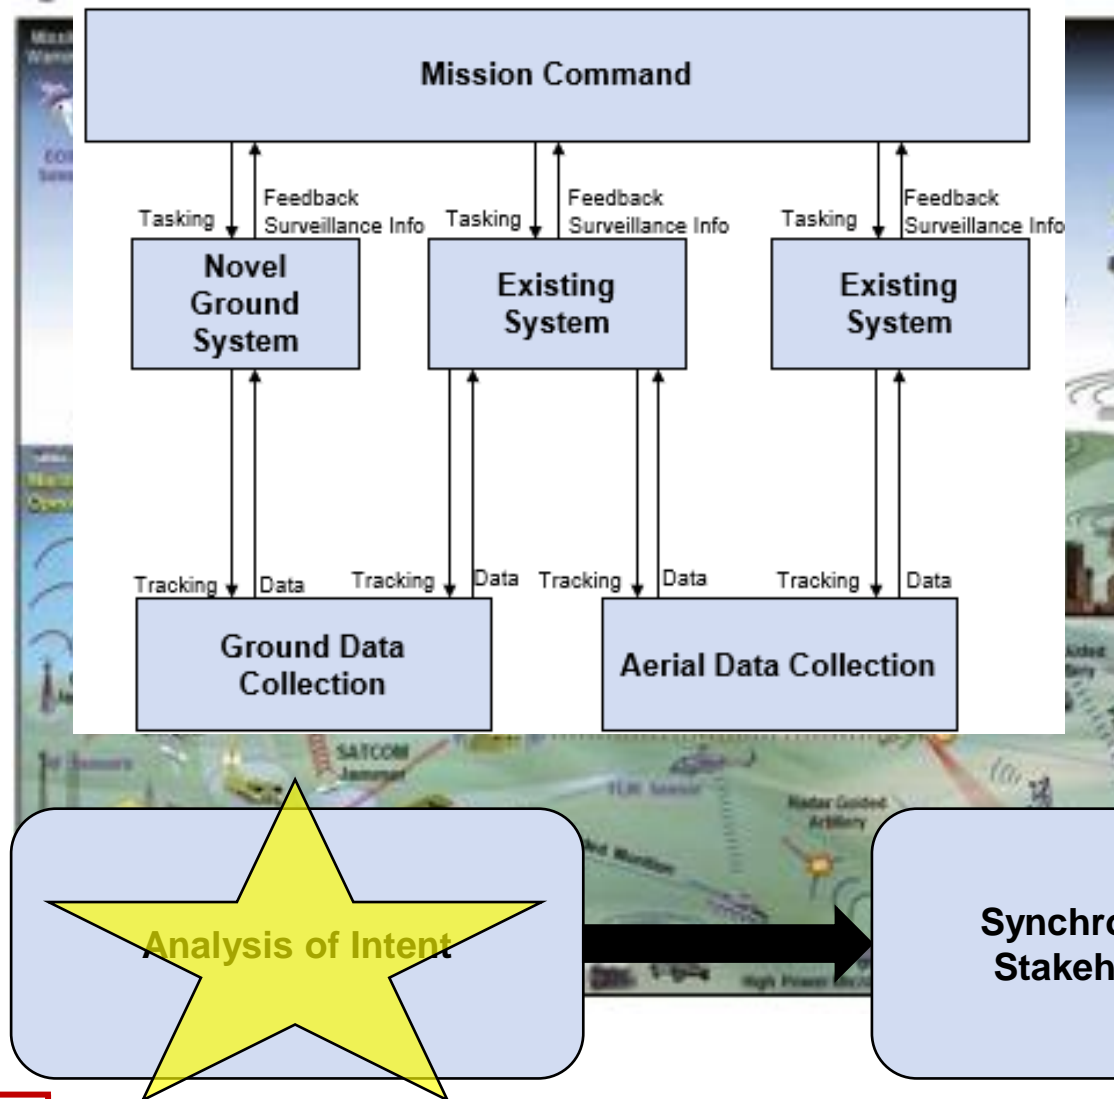 Mission Command
Tasking
Feedback
Surveillance Info
Tasking
Feedback
Surveillance Info
Tasking
Feedback
Surveillance Info
Novel
Ground
System
Existing
System
Existing
System
Tracking
Data
Tracking
Data
Tracking
Data
Tracking
Data
Ground Data
Collection
Aerial Data Collection
SATCOM
Jammer
Radar Guided
Artillery
Analysis of Intent
High Power